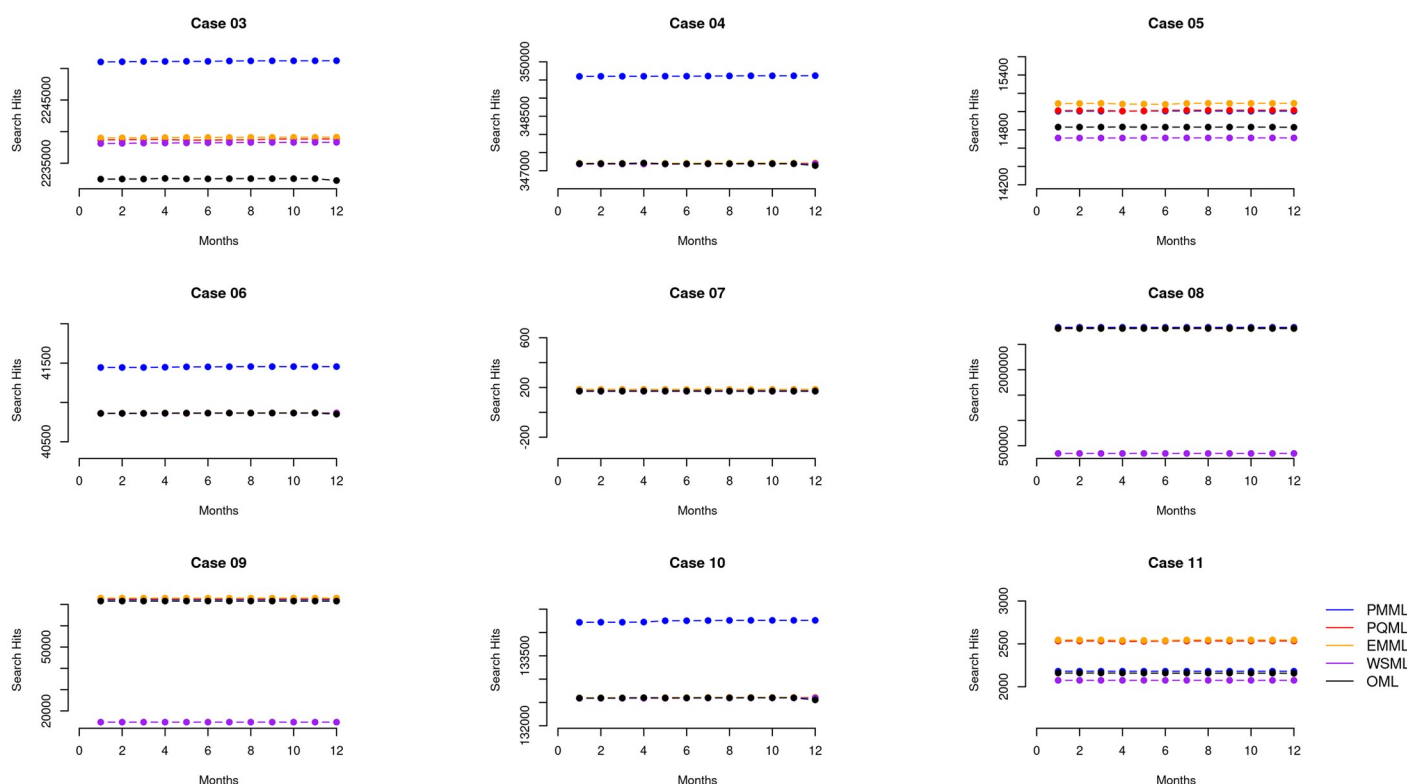 Case 03
Search Hits
2235000
2245000
0 2 4 6 8 10 12
Months
Case 04
Search Hits
347000
348500
350000
0 2 4 6 8 10 12
Months
Case 05
Search Hits
14200
14800
15400
0 2 4 6 8 10 12
Months
Case 06
Search Hits
40500
41500
0 2 4 6 8 10 12
Months
Case 07
Search Hits
-200
200
600
0 2 4 6 8 10 12
Months
Case 08
Search Hits
500000
2000000
0 2 4 6 8 10 12
Months
Case 09
Search Hits
20000
50000
0 2 4 6 8 10 12
Months
Case 10
Search Hits
132000
133500
0 2 4 6 8 10 12
Months
Case 11
Search Hits
2000
2500
3000
0 2 4 6 8 10 12
Months
PMML
PQML
EMML
WSML
OML